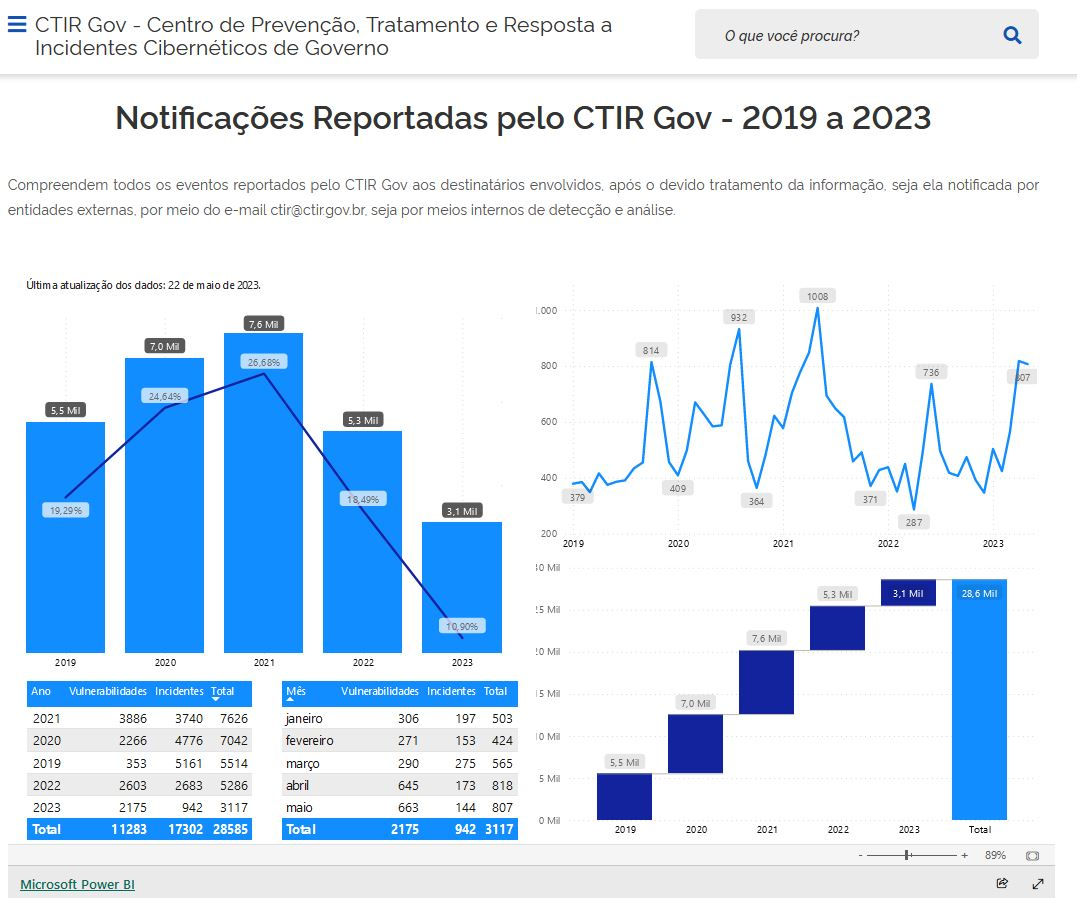 CTIR Gov - Centro de Prevenção, Tratamento e Resposta a
Incidentes Cibernéticos de Governo
O que você procura?
Notificações Reportadas pelo CTIR Gov - 2019 a 2023
Compreendem todos os eventos reportados pelo CTIR Gov aos destinatários envolvidos, após o devido tratamento da informação, seja ela notificada por
entidades externas, por meio do e-mail ctir@ctir.gov.br, seja por meios internos de detecção e análise.
Última atualização dos dados: 22 de maio de 2023.
7,6 Mil
7,0 Mil
26,68%
24,64%
5,5 Mil
5,3 Mil
19,29%
18,49%
3,1 Mil
10,90%
2019 2020 2021 2022 2023
1008
932
814
736
807
800
600
400
200
379
409
364
371
287
2019 2020 2021 2022 2023
Ano Vulnerabilidades Incidentes Total
2021 3886 3740 7626
2020 2266 4776 7042
2019 353 5161 5514
2022 2603 2683 5286
2023 2175 942 3117
Total 11283 17302 28585
Mês Vulnerabilidades Incidentes Total
janeiro 306 197 503
fevereiro 271 153 424
março 290 275 565
abril 645 173 818
maio 663 144 807
Total 2175 942 3117
5,3 Mil
3,1 Mil
28,6 Mil
7,6 Mil
7,0 Mil
5,5 Mil
5 Mil
0 Mil
2019 2020 2021 2022 2023 Total
- + 89%
Microsoft Power BI